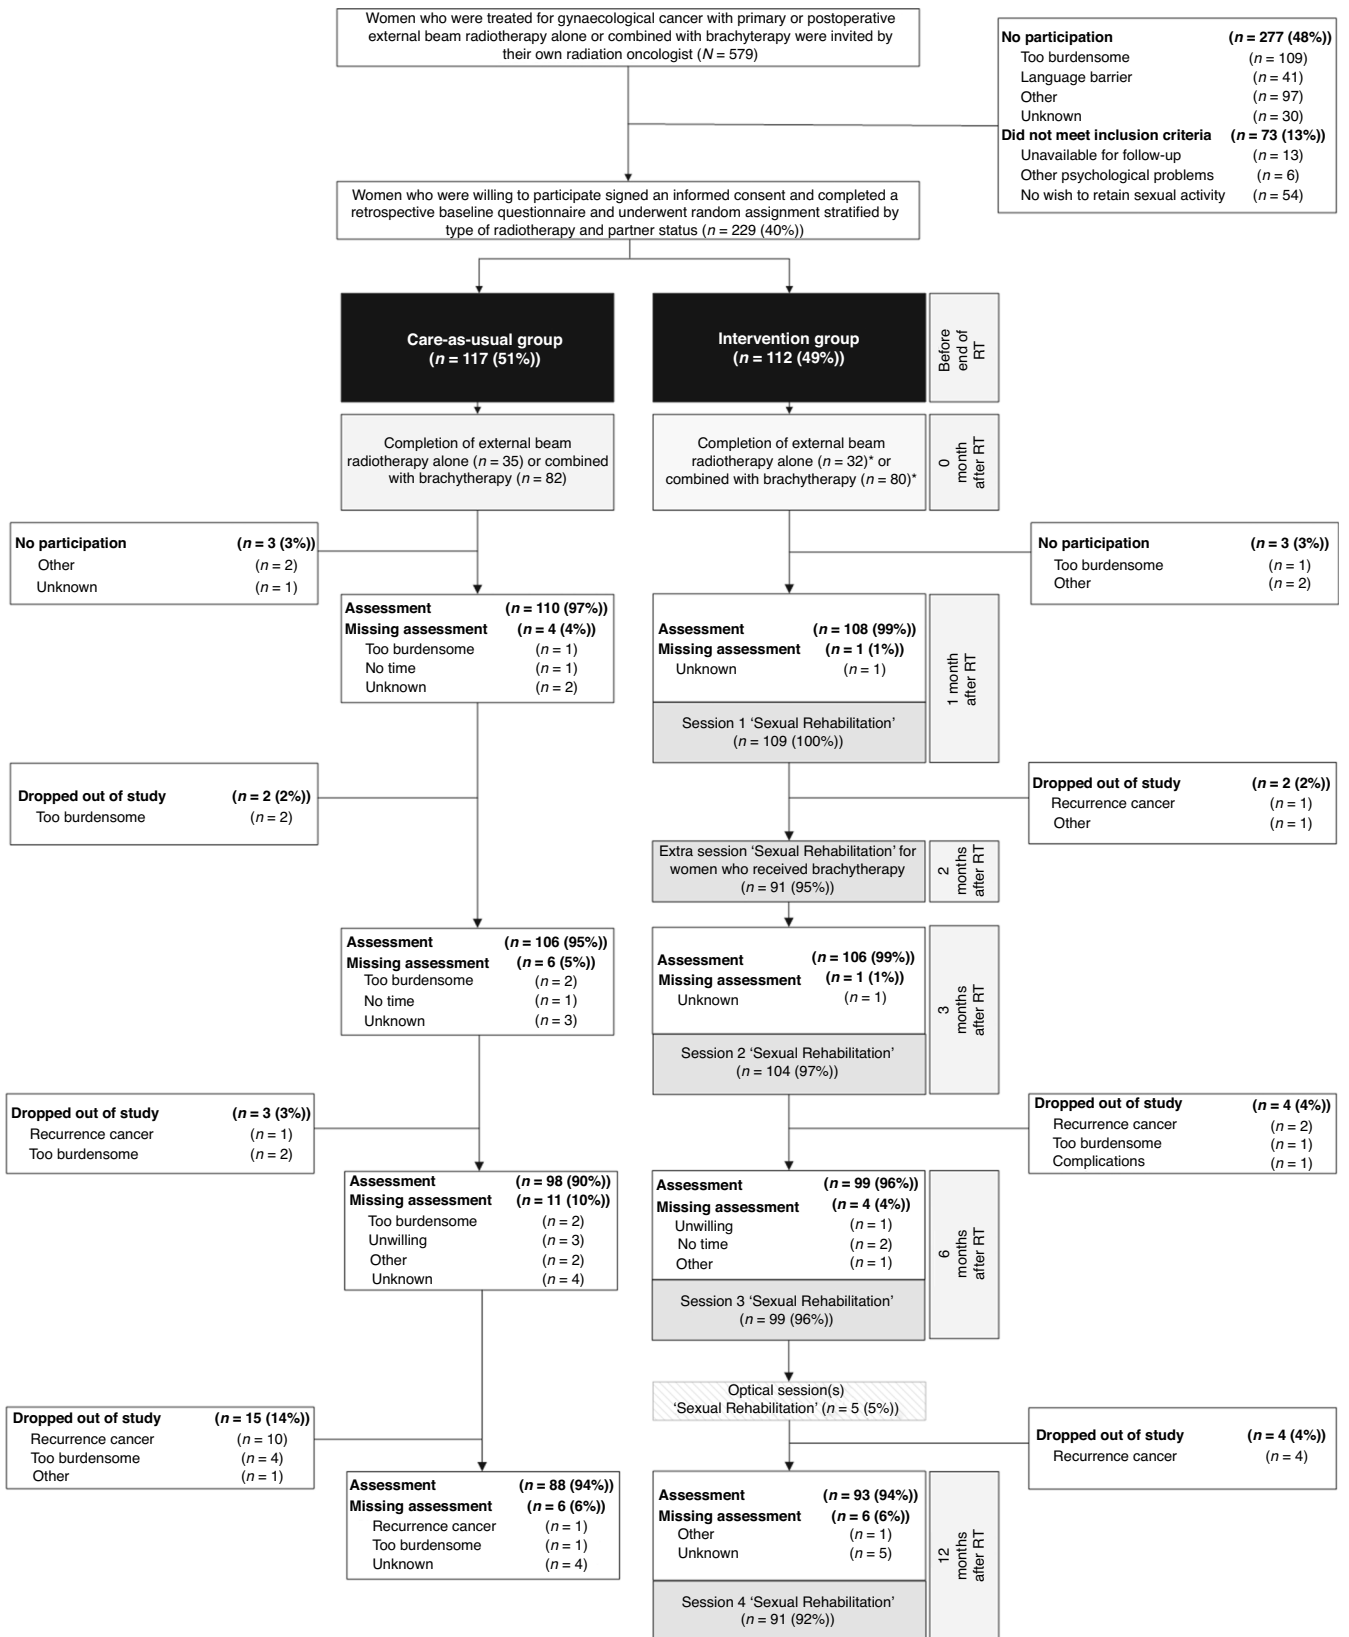 Women who were treated for gynaecological cancer with primary or postoperative
external beam radiotherapy alone or combined with brachyterapy were invited by
their own radiation oncologist (N = 579)
No participation (n = 277 (48%))
Too burdensome (n = 109)
Language barrier (n = 41)
Other (n = 97)
Unknown (n = 30)
Did not meet inclusion criteria (n = 73 (13%))
Unavailable for follow-up (n = 13)
Other psychological problems (n = 6)
No wish to retain sexual activity (n = 54)
Women who were willing to participate signed an informed consent and completed a
retrospective baseline questionnaire and underwent random assignment stratified by
type of radiotherapy and partner status (n = 229 (40%))
Care-as-usual group
(n = 117 (51%))
Intervention group
(n = 112 (49%))
Before
end of
RT
Completion of external beam
radiotherapy alone (n = 35) or combined
with brachytherapy (n = 82)
Completion of external beam
radiotherapy alone (n = 32)* or
combined with brachytherapy (n = 80)*
0
month
after RT
No participation (n = 3 (3%))
Other (n = 2)
Unknown (n = 1)
No participation (n = 3 (3%))
Too burdensome (n = 1)
Other (n = 2)
Assessment (n = 110 (97%))
Missing assessment (n = 4 (4%))
Too burdensome (n = 1)
No time (n = 1)
Unknown (n = 2)
Assessment (n = 108 (99%))
Missing assessment (n = 1 (1%))
Unknown (n = 1)
Session 1 ‘Sexual Rehabilitation’
(n = 109 (100%))
1 month
after RT
Dropped out of study (n = 2 (2%))
Too burdensome (n = 2)
Dropped out of study (n = 2 (2%))
Recurrence cancer (n = 1)
Other (n = 1)
Extra session ‘Sexual Rehabilitation’ for
women who received brachytherapy
(n = 91 (95%))
2
months
after RT
Assessment (n = 106 (95%))
Missing assessment (n = 6 (5%))
Too burdensome (n = 2)
No time (n = 1)
Unknown (n = 3)
Assessment (n = 106 (99%))
Missing assessment (n = 1 (1%))
Unknown (n = 1)
Session 2 ‘Sexual Rehabilitation’
(n = 104 (97%))
3
months
after RT
Dropped out of study (n = 3 (3%))
Recurrence cancer (n = 1)
Too burdensome (n = 2)
Dropped out of study (n = 4 (4%))
Recurrence cancer (n = 2)
Too burdensome (n = 1)
Complications (n = 1)
Assessment (n = 98 (90%))
Missing assessment (n = 11 (10%))
Too burdensome (n = 2)
Unwilling (n = 3)
Other (n = 2)
Unknown (n = 4)
Assessment (n = 99 (96%))
Missing assessment (n = 4 (4%))
Unwilling (n = 1)
No time (n = 2)
Other (n = 1)
Session 3 ‘Sexual Rehabilitation’
(n = 99 (96%))
6
months
after RT
Optical session(s)
‘Sexual Rehabilitation’ (n = 5 (5%))
Dropped out of study (n = 15 (14%))
Recurrence cancer (n = 10)
Too burdensome (n = 4)
Other (n = 1)
Dropped out of study (n = 4 (4%))
Recurrence cancer (n = 4)
Assessment (n = 88 (94%))
Missing assessment (n = 6 (6%))
Recurrence cancer (n = 1)
Too burdensome (n = 1)
Unknown (n = 4)
Assessment (n = 93 (94%))
Missing assessment (n = 6 (6%))
Other (n = 1)
Unknown (n = 5)
Session 4 ‘Sexual Rehabilitation’
(n = 91 (92%))
12
months
after RT